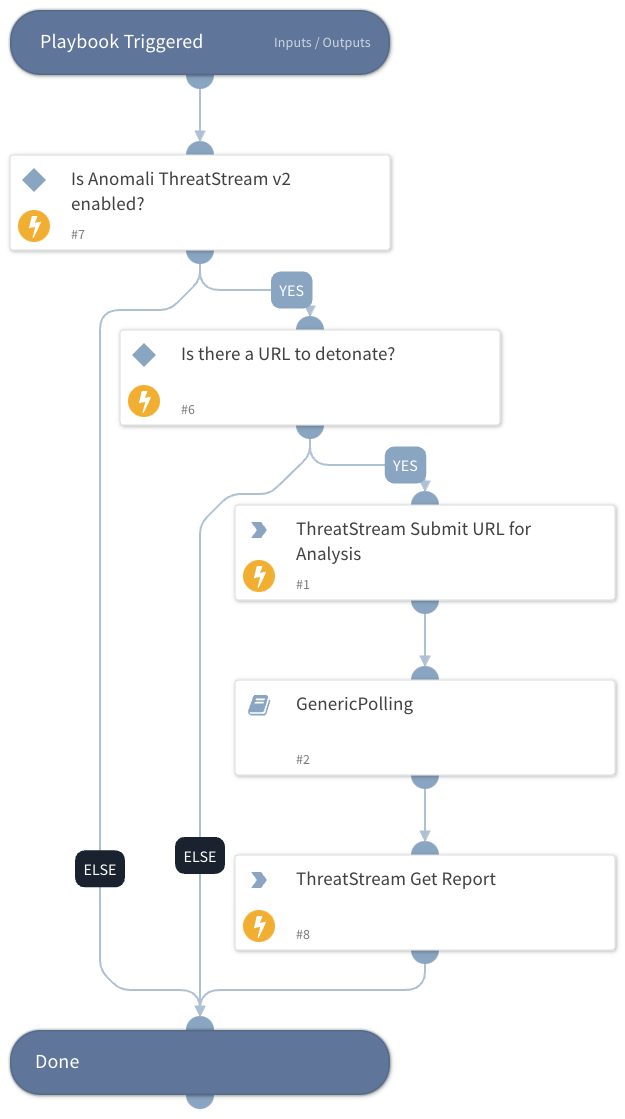 Playbook Triggered
Inputs / Outputs
Is Anomali ThreatStream v2
enabled?
#7
YES
Is there a URL to detonate?
#6
YES
ThreatStream Submit URL for
Analysis
#1
GenericPolling
#2
ELSE
ELSE
ThreatStream Get Report
#8
Done